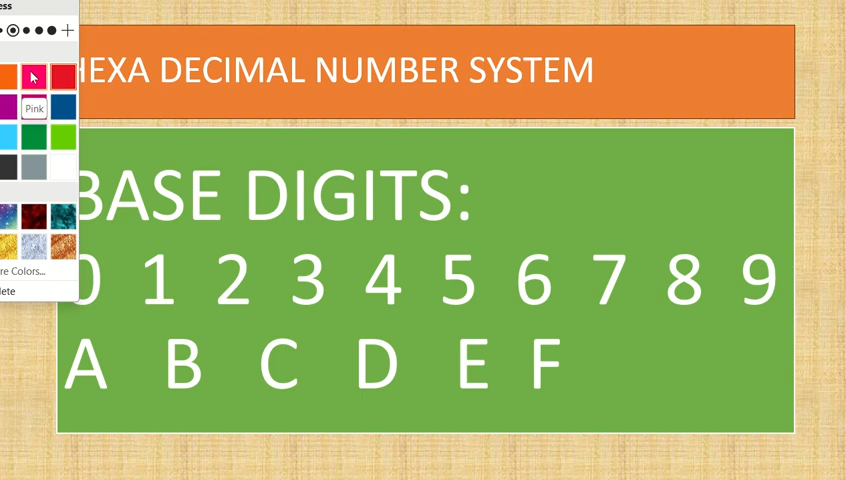 ess
HEXA DECIMAL NUMBER SYSTEM
Pink
BASE DIGITS:
0 1 2 3 4 5 6 7 8 9
re Colors...
lete
A B C D E F